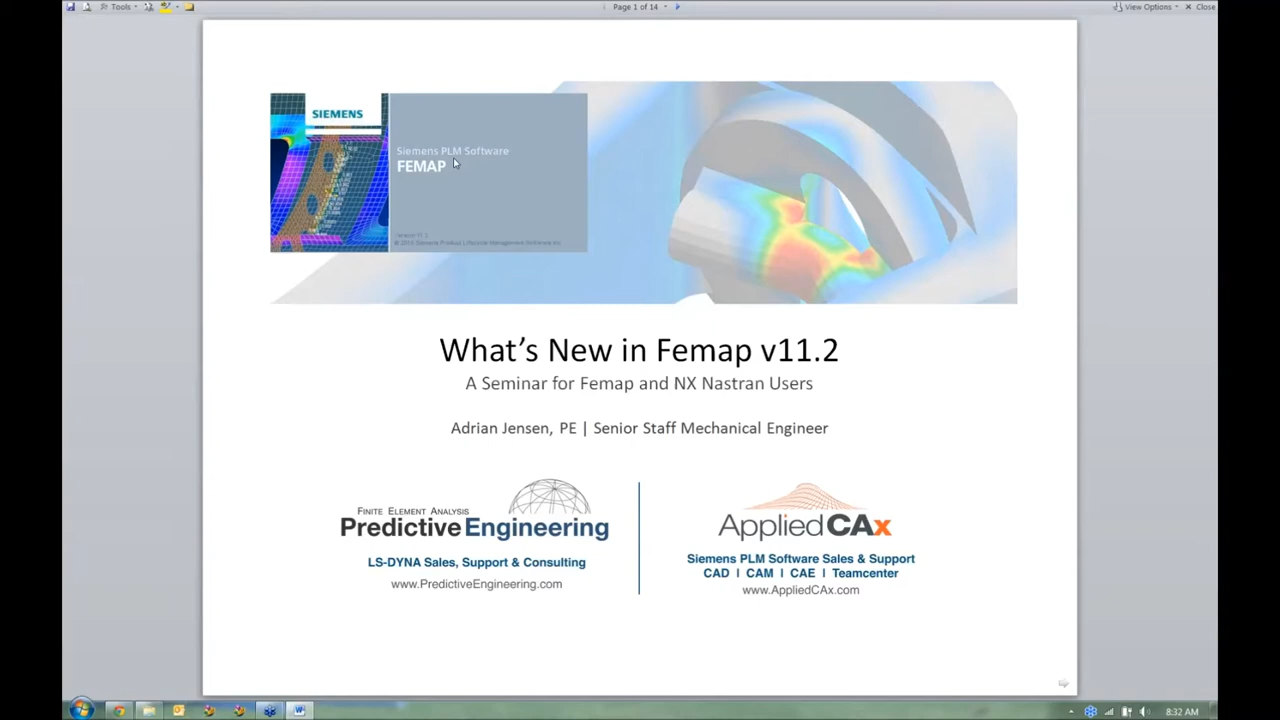 Tools
Page 1 of 14
View Options
Close
SIEMENS
Siemens PLM Software
FEMAP
What's New in Femap v11.2
A Seminar for Femap and NX Nastran Users
Adrian Jensen, PE | Senior Staff Mechanical Engineer
FINITE ELEMENT ANALYSIS
PredictiveEngineering
LS-DYNA Sales, Support & Consulting
www.PredictiveEngineering.com
AppliedCAx
Siemens PLM Software Sales & Support
CAD | CAM | CAE | Teamcenter
www.AppliedCAx.com
8:32 AM